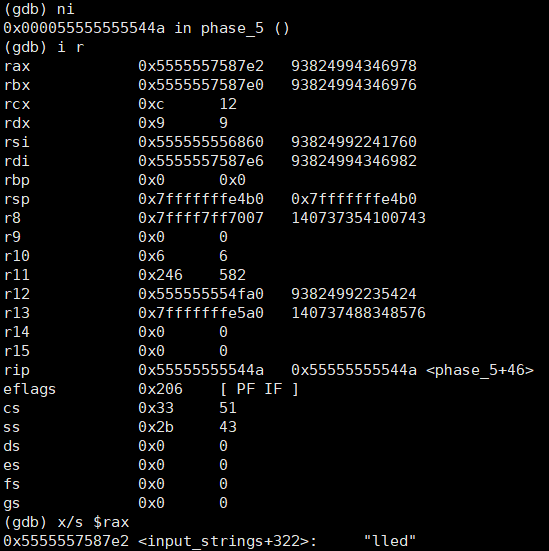 (gdb) ni
0x000055555555544a in phase_5 ()
(gdb) i r
rax 0x5555557587e2 93824994346978
rbx 0x5555557587e0 93824994346976
rcx 0xc 12
rdx 0x9 9
rsi 0x555555556860 93824992241760
rdi 0x5555557587e6 93824994346982
rbp 0x0 0x0
rsp 0x7fffffffe4b0 0x7fffffffe4b0
r8 0x7ffff7ff7007 140737354100743
r9 0x0 0
r10 0x6 6
r11 0x246 582
r12 0x555555554fa0 93824992235424
r13 0x7fffffffe5a0 140737488348576
r14 0x0 0
r15 0x0 0
rip 0x55555555544a 0x55555555544a <phase_5+46>
eflags 0x206 [ PF IF ]
cs 0x33 51
ss 0x2b 43
ds 0x0 0
es 0x0 0
fs 0x0 0
gs 0x0 0
(gdb) x/s $rax
0x5555557587e2 <input_strings+322>: "lled"